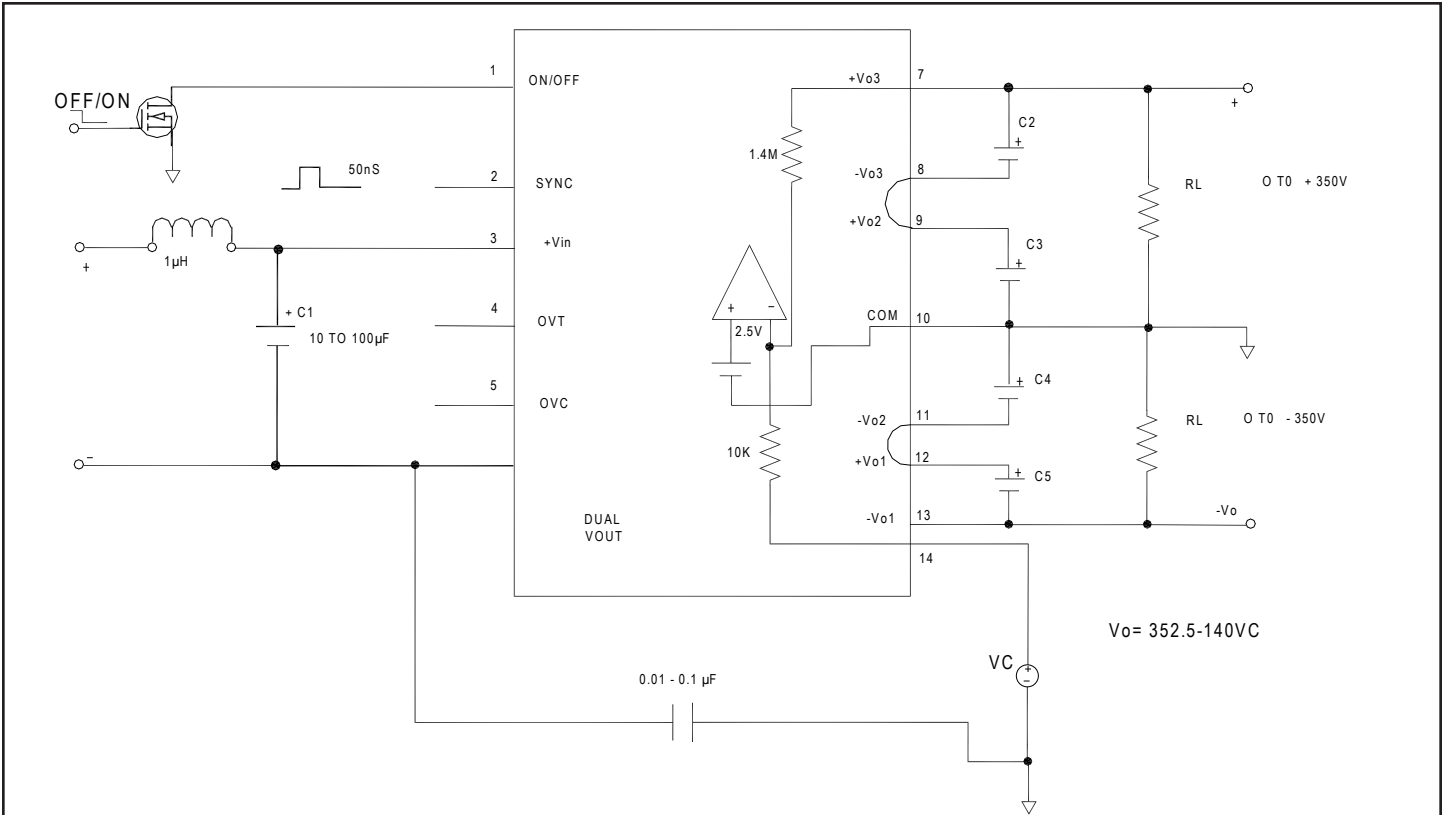 1
ON/OFF
+Vo3
7
OFF/ON
+
C2
+
1.4M
50nS
2
SYNC
-Vo3
8
RL
O T0 + 350V
+Vo2
9
3
+Vin
C3
+
1µH
+
+ C1
4
OVT
COM
10
+ -
2.5V
10 TO 100µF
C4
+
5
OVC
-Vo2
11
RL
O T0 - 350V
10K
+Vo1
12
-
+
C5
-Vo1
13
-Vo
DUAL
VOUT
14
Vo= 352.5-140VC
VC
+
-
0.01 - 0.1 µF